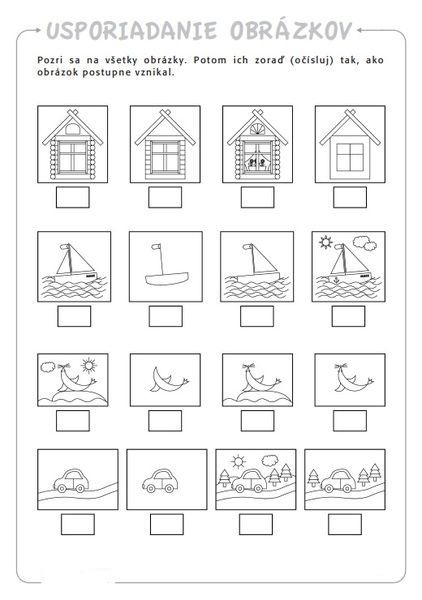 USPORIADANIE OBRÁZKOV
Pozri sa na všetky obrázky. Potom ich zoraď (očísluj) tak, ako
obrázok postupne vznikal.